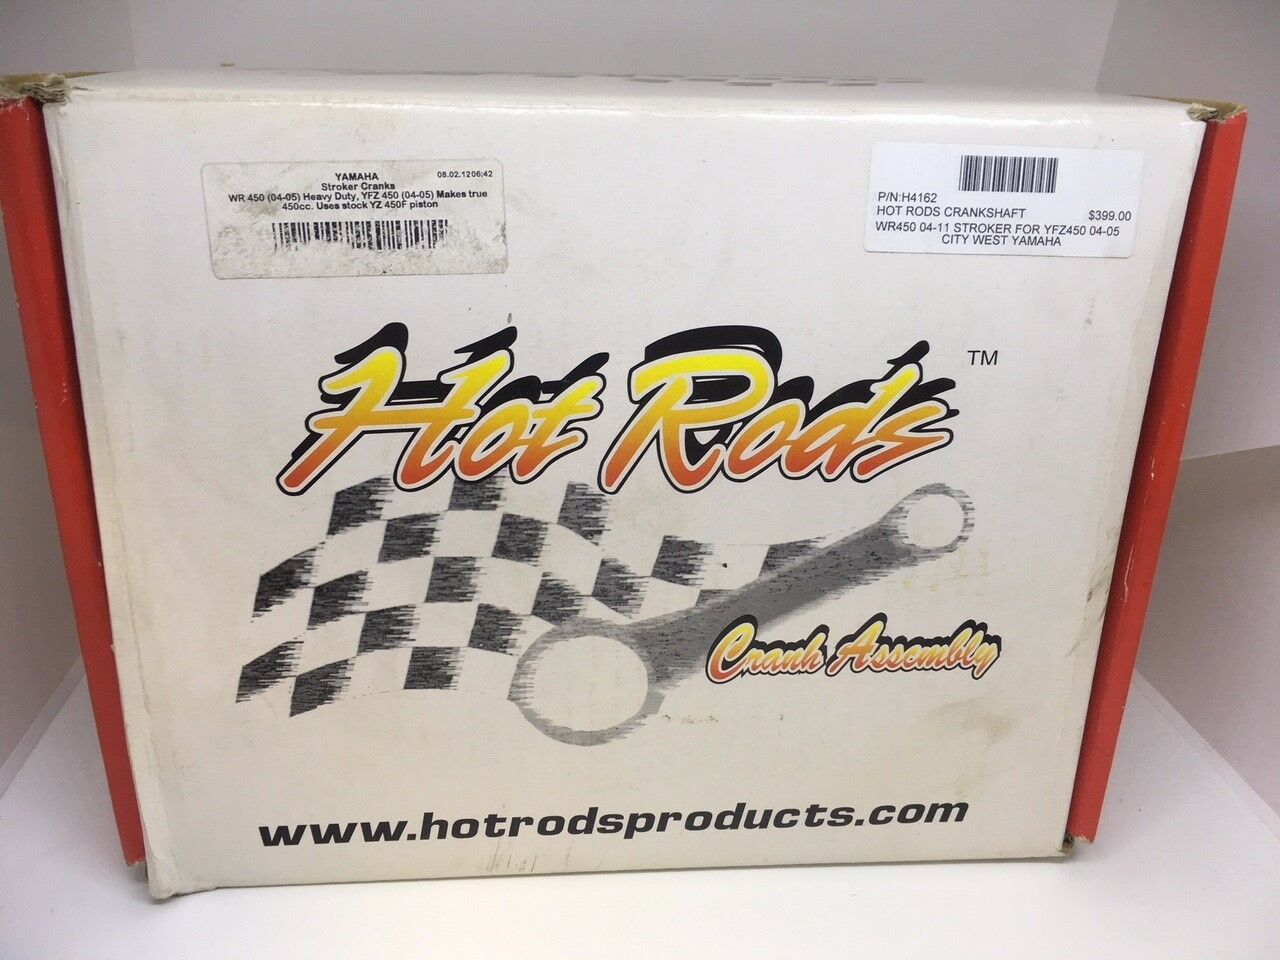 YAMAHA 08.02.1206:42
Stroker Cranks
WR 450 (04-05) Heavy Duty, YFZ 450 (04-05) Makes true
450cc. Uses stock YZ 450F piston
P/N:H4162
HOT RODS CRANKSHAFT $399.00
WR450 04-11 STROKER FOR YFZ450 04-05
CITY WEST YAMAHA
Hot Rods TM
Crank Assembly
www.hotrodsproducts.com